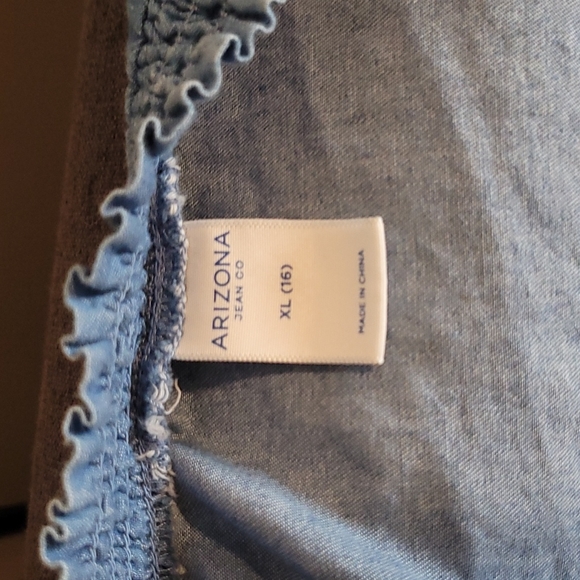 ARIZONA
JEAN CO
XL (16)
MADE IN CHINA